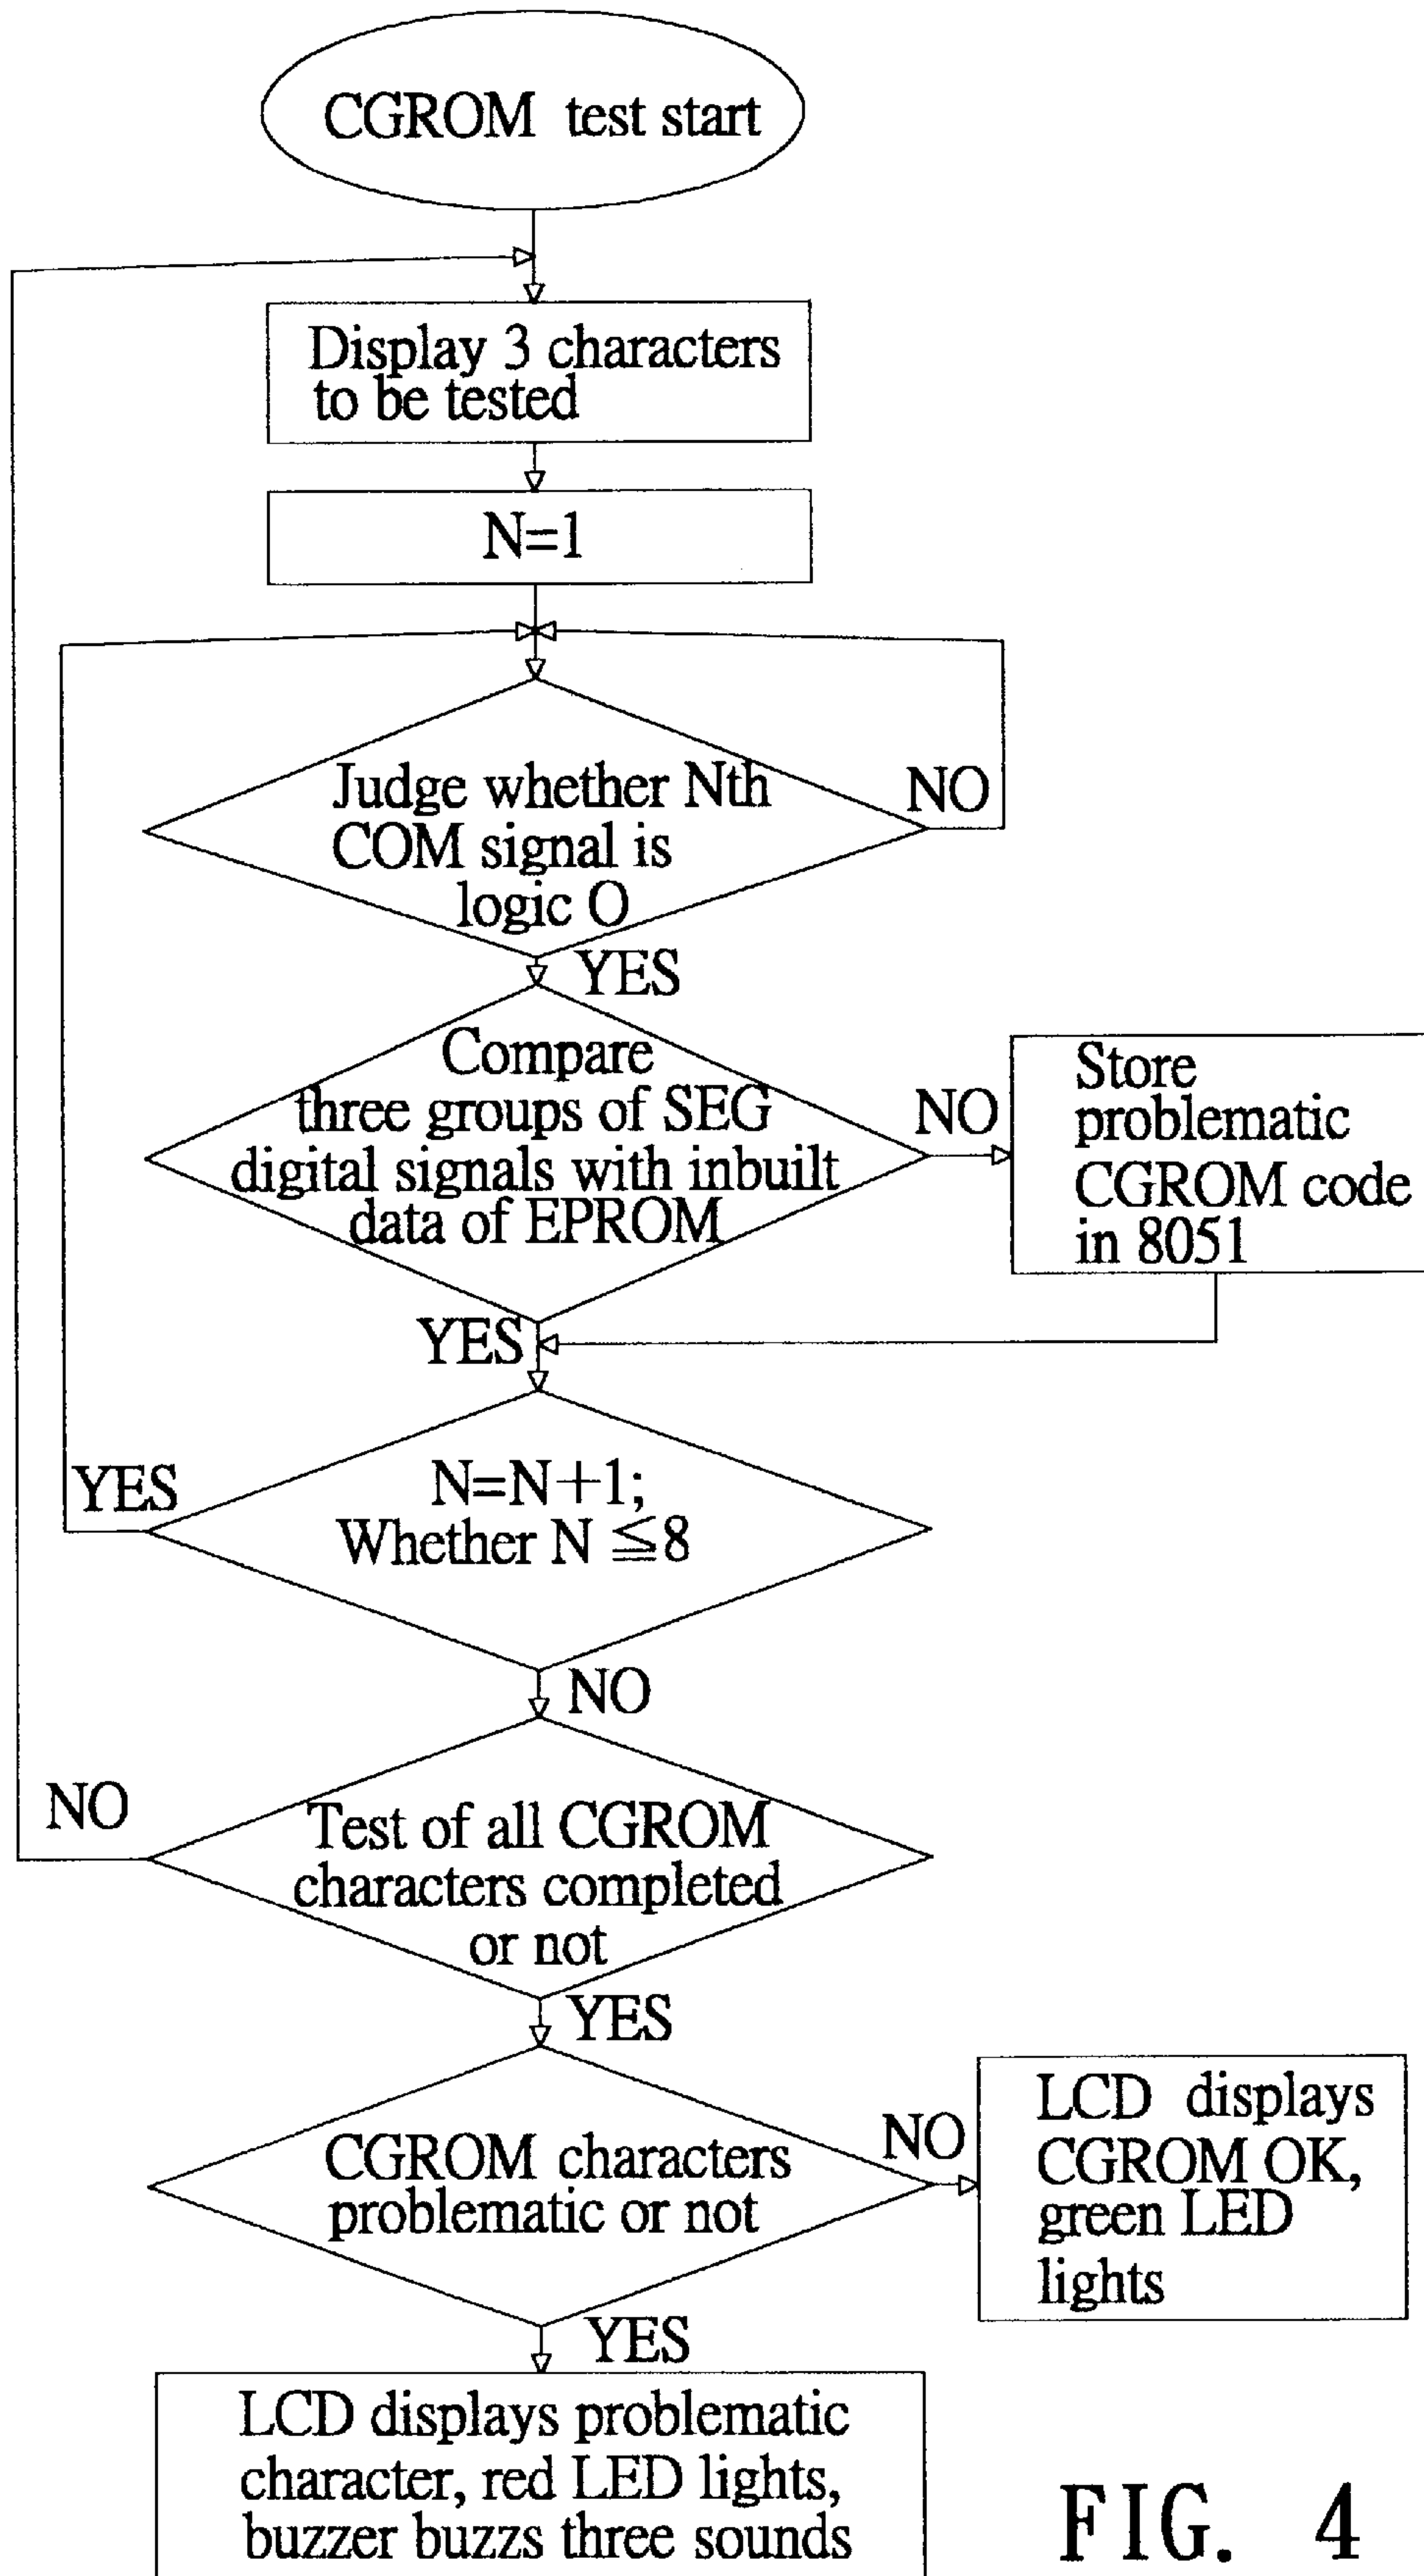 CGROM test start
Display 3 characters
to be tested
N=1
Judge whether Nth
COM signal is
logic O
NO
YES
Compare
three groups of SEG
digital signals with inbuilt
data of EPROM
NO
Store
problematic
CGROM code
in 8051
YES
N=N+1;
Whether N ≦8
YES
NO
Test of all CGROM
characters completed
or not
NO
YES
CGROM characters
problematic or not
NO
LCD displays
CGROM OK,
green LED
lights
YES
LCD displays problematic
character, red LED lights,
buzzer buzzs three sounds
FIG. 4